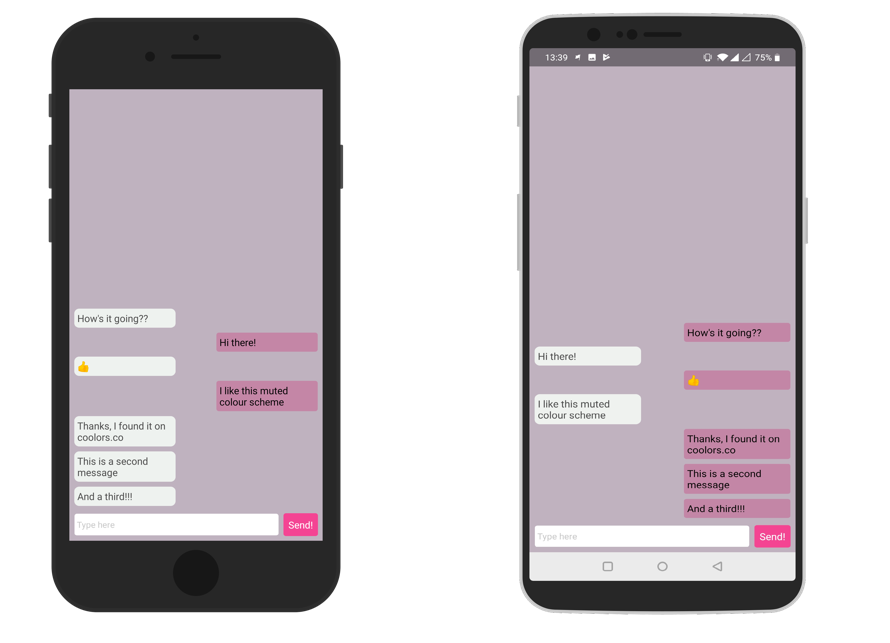 How's it going??
Hi there!
👍
I like this muted
colour scheme
Thanks, I found it on
coolors.co
This is a second
message
And a third!!!
Type here
Send!
13:39
75%
How's it going??
Hi there!
👍
I like this muted
colour scheme
Thanks, I found it on
coolors.co
This is a second
message
And a third!!!
Type here
Send!